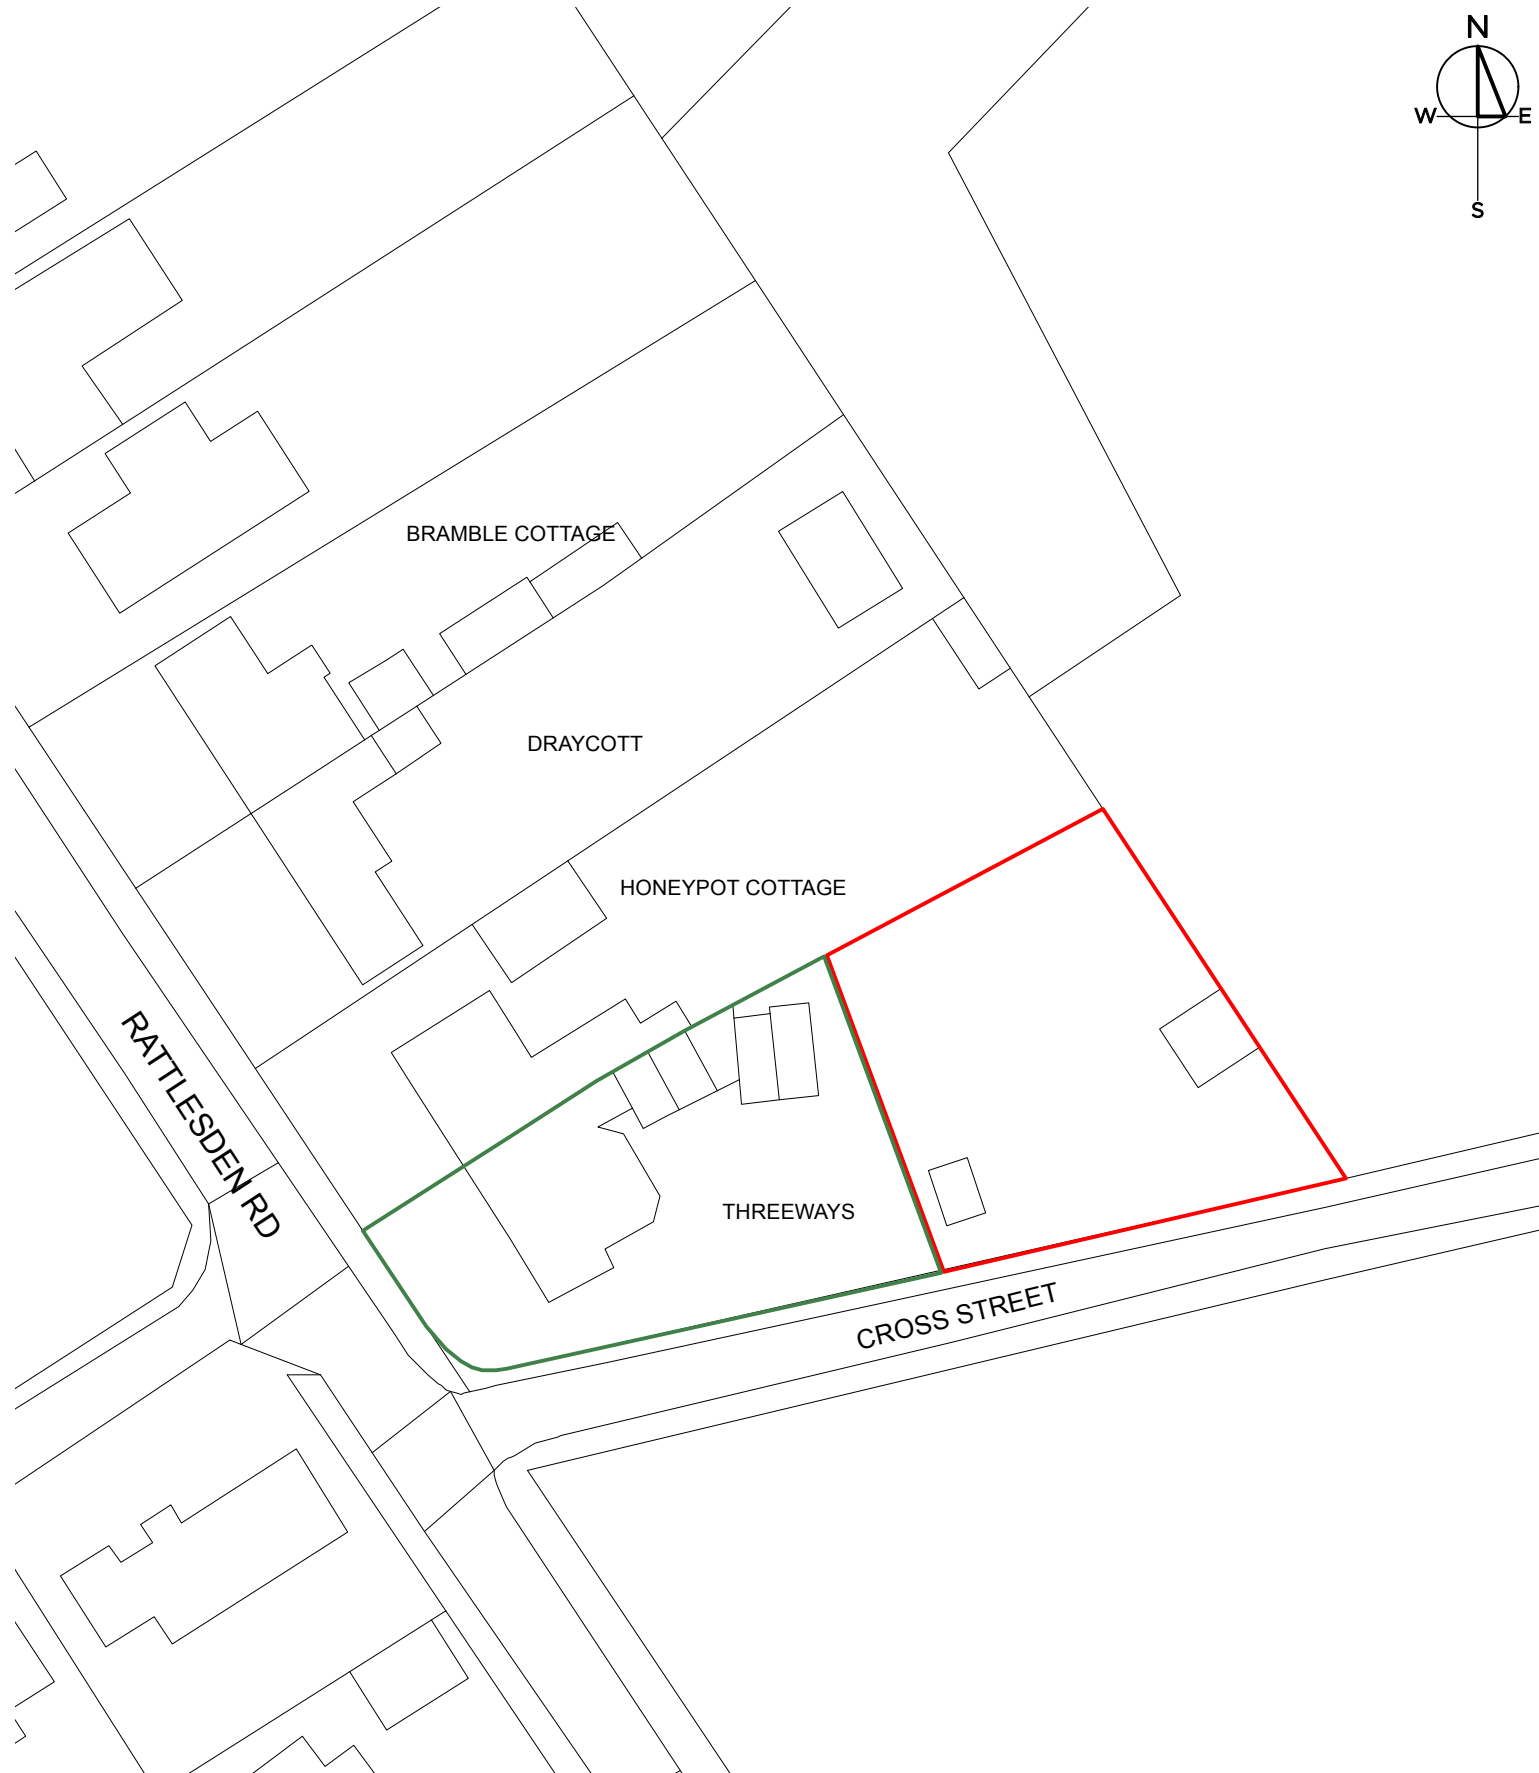 N
W E
S
BRAMBLE COTTAGE
DRAYCOTT
HONEYPOT COTTAGE
RATTLESDEN RD
THREEWAYS
CROSS STREET